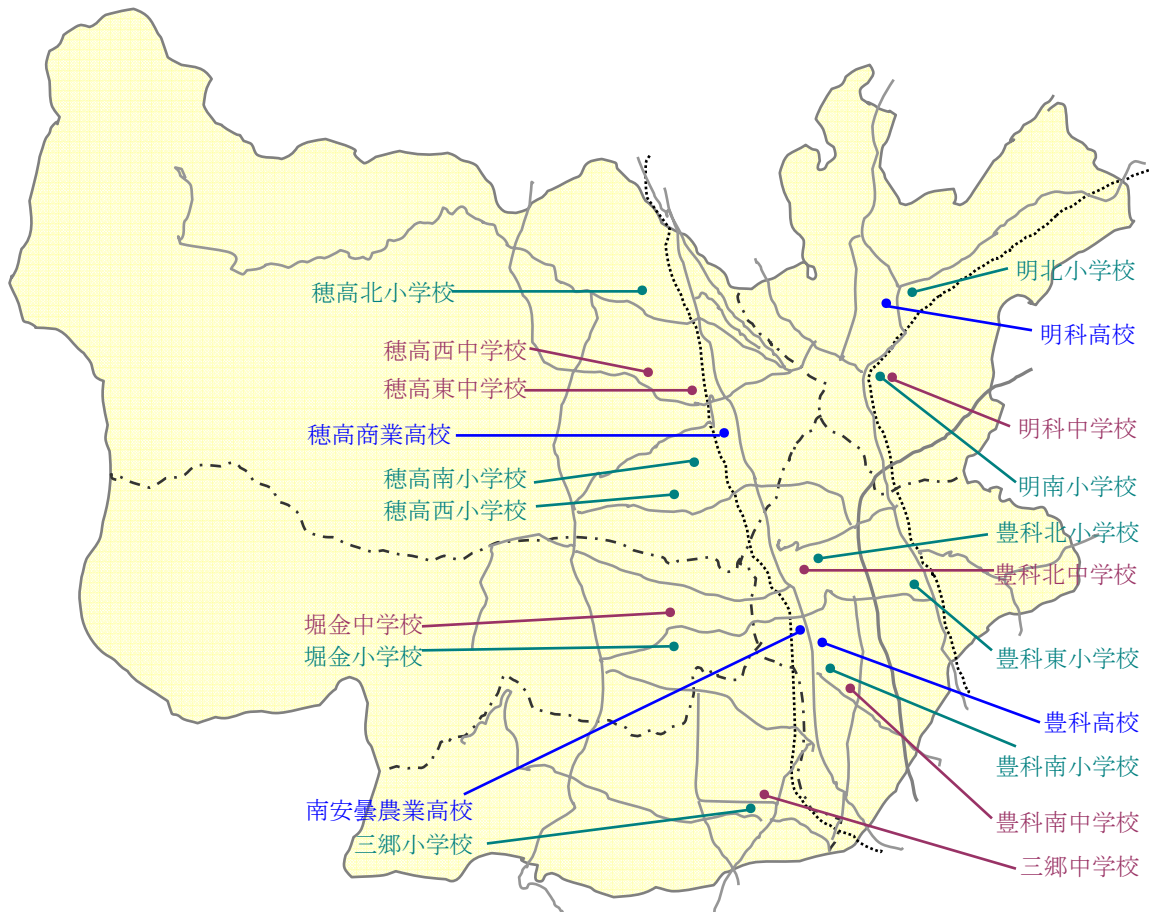 明北小学校
穂高北小学校
明科高校
穂高西中学校
穂高東中学校
明科中学校
穂高商業高校
穂高南小学校
明南小学校
穂高西小学校
豊科北小学校
豊科北中学校
堀金中学校
堀金小学校
豊科東小学校
豊科高校
豊科南小学校
南安曇農業高校
豊科南中学校
三郷小学校
三郷中学校